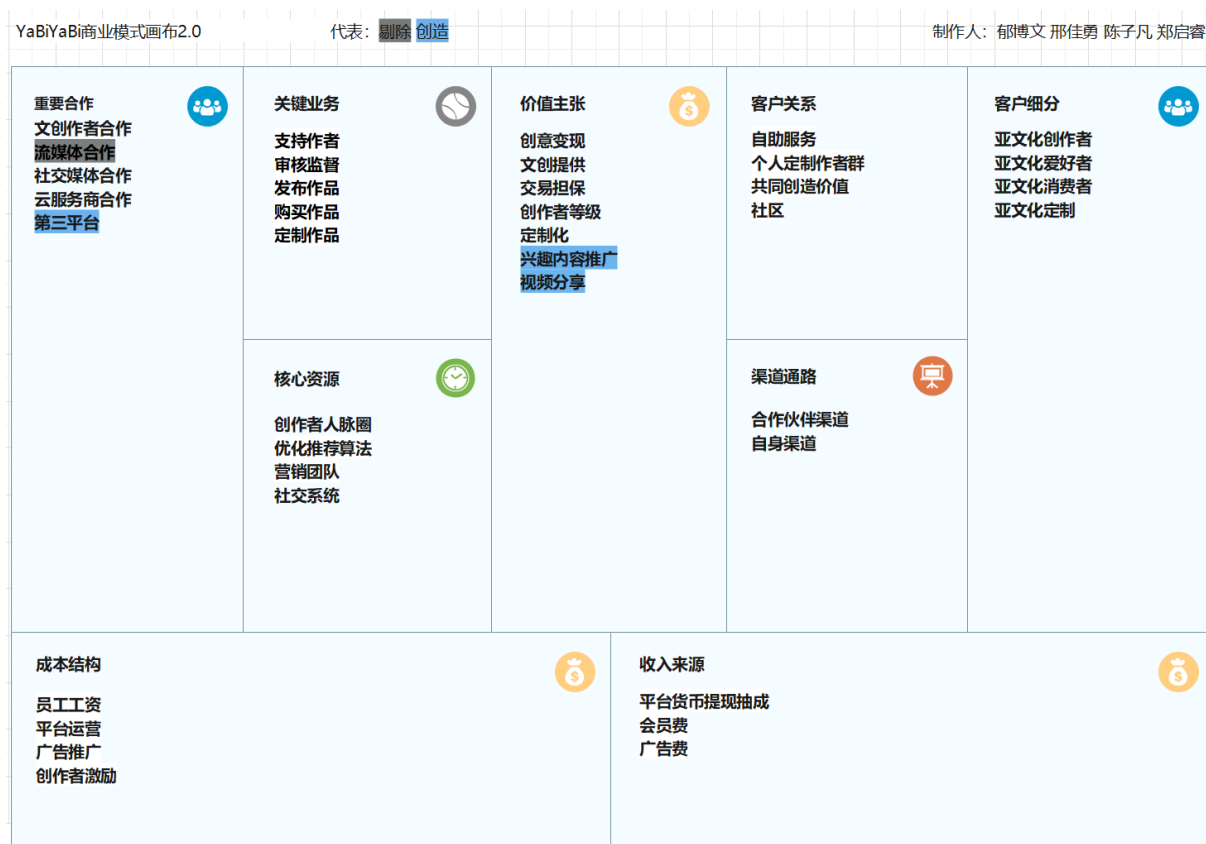 YaBiYaBi商业模式画布2.0
代表：剔除 创造
制作人：郁博文 邢佳勇 陈子凡 郑启睿
重要合作
文创作者合作
流媒体合作
社交媒体合作
云服务商合作
第三平台
关键业务
支持作者
审核监督
发布作品
购买作品
定制作品
核心资源
创作者人脉圈
优化推荐算法
营销团队
社交系统
价值主张
创意变现
文创提供
交易担保
创作者等级
定制化
兴趣内容推广
视频分享
客户关系
自助服务
个人定制作者群
共同创造价值
社区
渠道通路
合作伙伴渠道
自身渠道
客户细分
亚文化创作者
亚文化爱好者
亚文化消费者
亚文化定制
成本结构
员工工资
平台运营
广告推广
创作者激励
收入来源
平台货币提现抽成
会员费
广告费